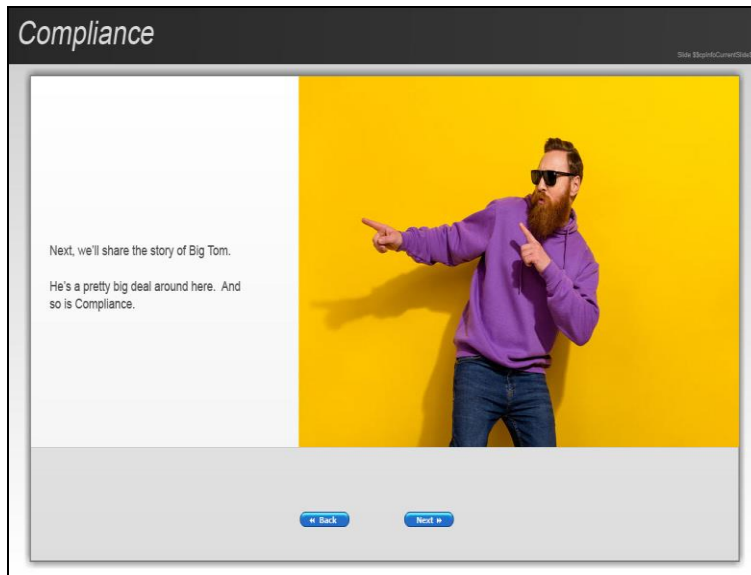 Compliance
Slide $$cpInfoCurrentSlide$
Next, we'll share the story of Big Tom.
He's a pretty big deal around here.  And
so is Compliance.
Back
Next